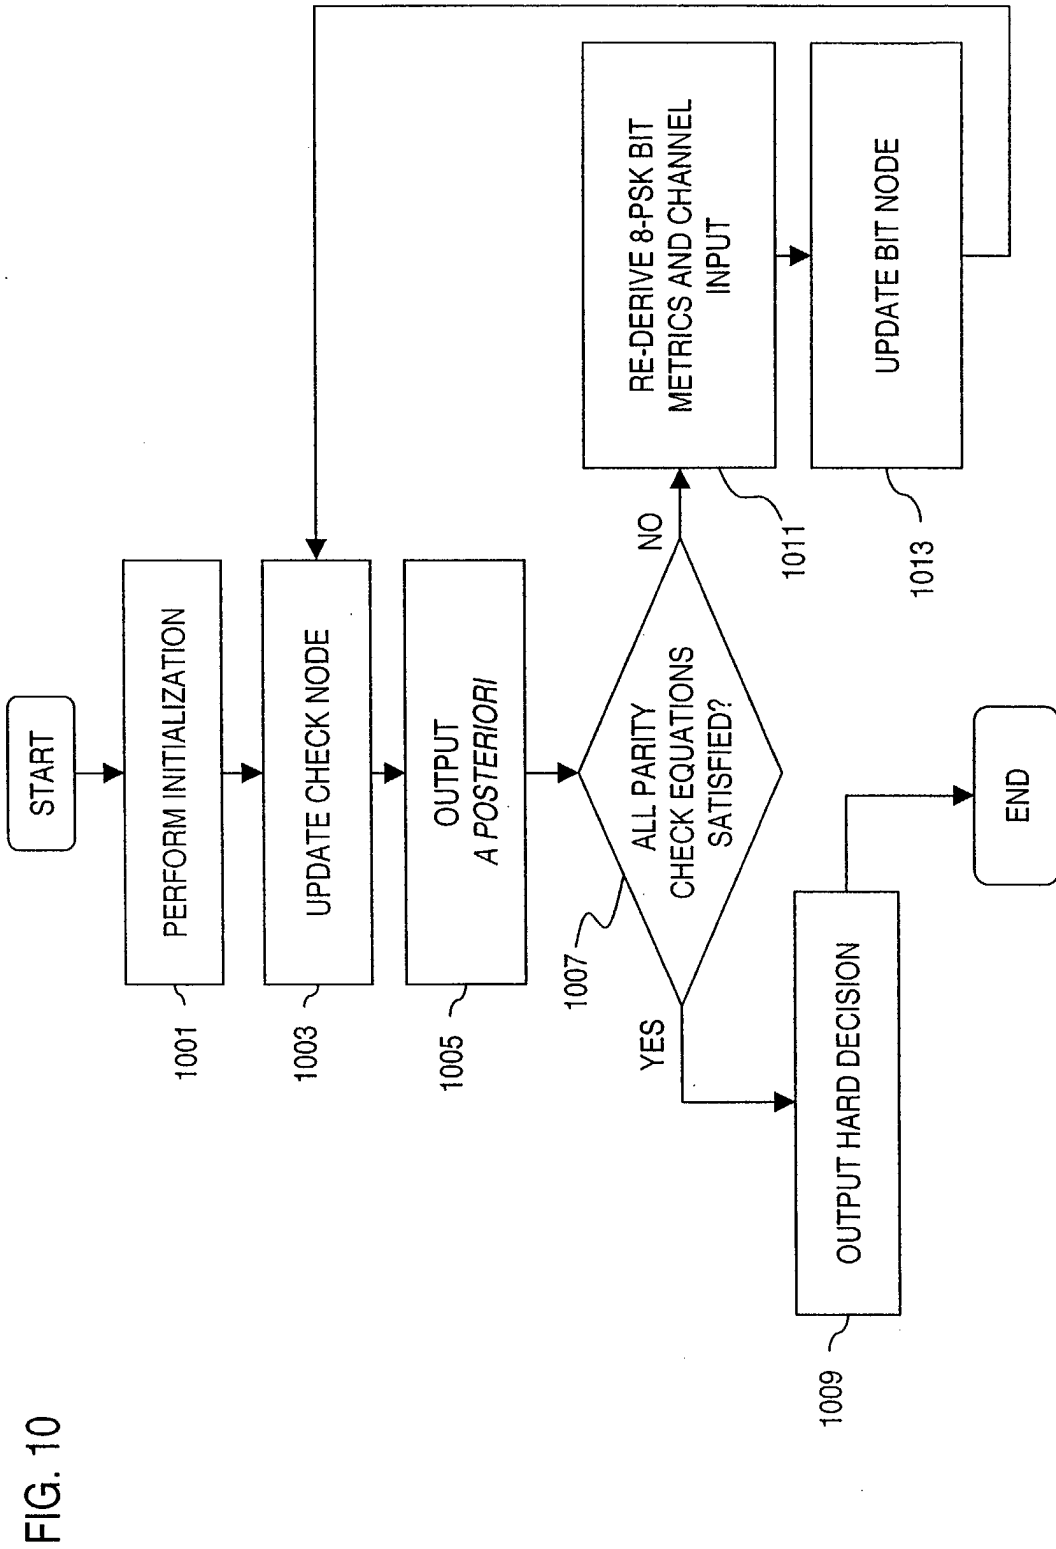 FIG. 10
START
PERFORM INITIALIZATION
1001
UPDATE CHECK NODE
1003
OUTPUT
A POSTERIORI
1005
ALL PARITY
CHECK EQUATIONS
SATISFIED?
1007
YES
NO
RE-DERIVE 8-PSK BIT
METRICS AND CHANNEL
INPUT
1011
UPDATE BIT NODE
1013
OUTPUT HARD DECISION
1009
END